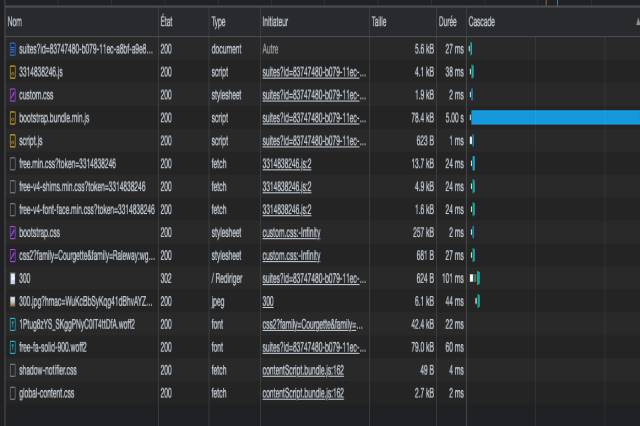 Nom État Type Initiateur Taille Durée Cascade
suites?id=83747480-b079-11ec-a8bf-a9e8... 200 document Autre 5.6 kB 27 ms
3314838246.js 200 script suites?id=83747480-b079-11ec-... 4.1 kB 38 ms
custom.css 200 stylesheet suites?id=83747480-b079-11ec-... 1.9 kB 2 ms
bootstrap.bundle.min.js 200 script suites?id=83747480-b079-11ec-... 78.4 kB 5.00 s
script.js 200 script suites?id=83747480-b079-11ec-... 623 B 1 ms
free.min.css?token=3314838246 200 fetch 3314838246.js:2 13.7 kB 24 ms
free-v4-shims.min.css?token=3314838246 200 fetch 3314838246.js:2 4.9 kB 24 ms
free-v4-font-face.min.css?token=3314838246 200 fetch 3314838246.js:2 1.6 kB 24 ms
bootstrap.css 200 stylesheet custom.css:-Infinity 257 kB 2 ms
css2?family=Courgette&family=Raleway:wg... 200 stylesheet custom.css:-Infinity 681 B 27 ms
300 302 / Rediriger suites?id=83747480-b079-11ec-... 624 B 101 ms
300.jpg?hmac=WuKcBbSyKqg41dBhvAYZ... 200 jpeg 300 6.1 kB 44 ms
1Ptug8zYS_SKggPNyC0IT4ttDfA.woff2 200 font css2?family=Courgette&family=... 42.4 kB 22 ms
free-fa-solid-900.woff2 200 font suites?id=83747480-b079-11ec-... 79.0 kB 60 ms
shadow-notifier.css 200 fetch contentScript.bundle.js:162 49 B 4 ms
global-content.css 200 fetch contentScript.bundle.js:162 2.7 kB 2 ms